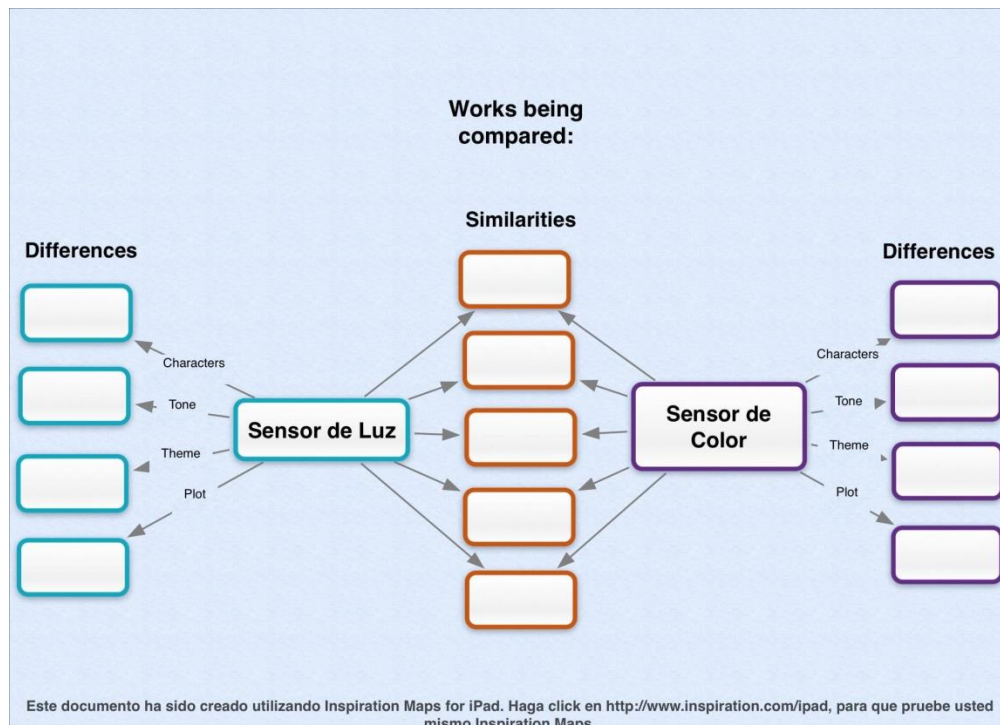 Works being
compared:
Similarities
Differences
Differences
Characters
Tone
Theme
Plot
Sensor de Luz
Sensor de
Color
Characters
Tone
Theme
Plot
Este documento ha sido creado utilizando Inspiration Maps for iPad. Haga click en http://www.inspiration.com/ipad, para que pruebe usted
mismo Inspiration Maps